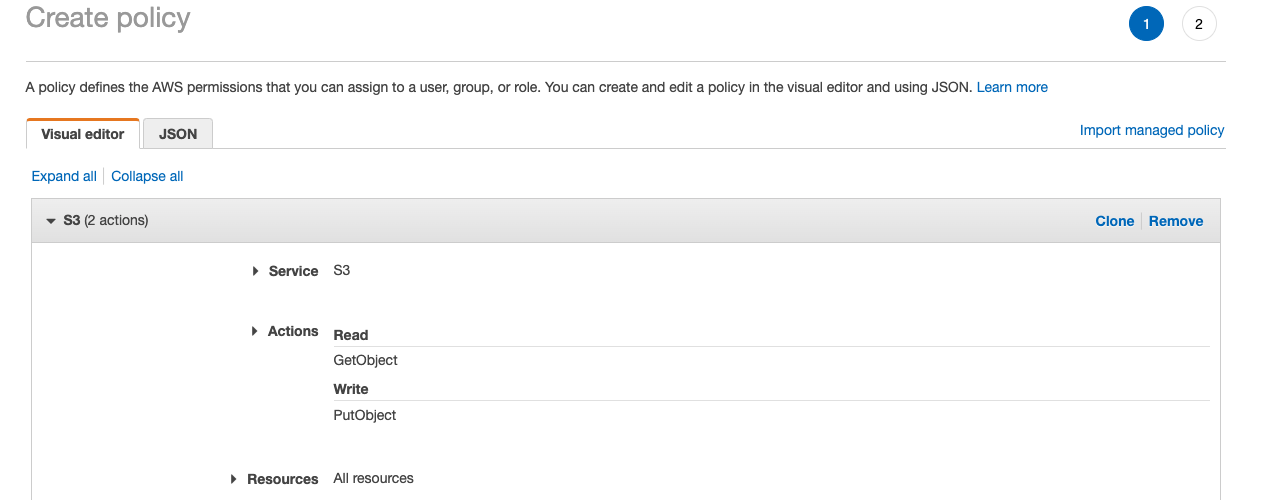 Create policy
1 2
A policy defines the AWS permissions that you can assign to a user, group, or role. You can create and edit a policy in the visual editor and using JSON. Learn more
Visual editor JSON Import managed policy
Expand all Collapse all
S3 (2 actions) Clone Remove
Service S3
Actions Read
GetObject
Write
PutObject
Resources All resources